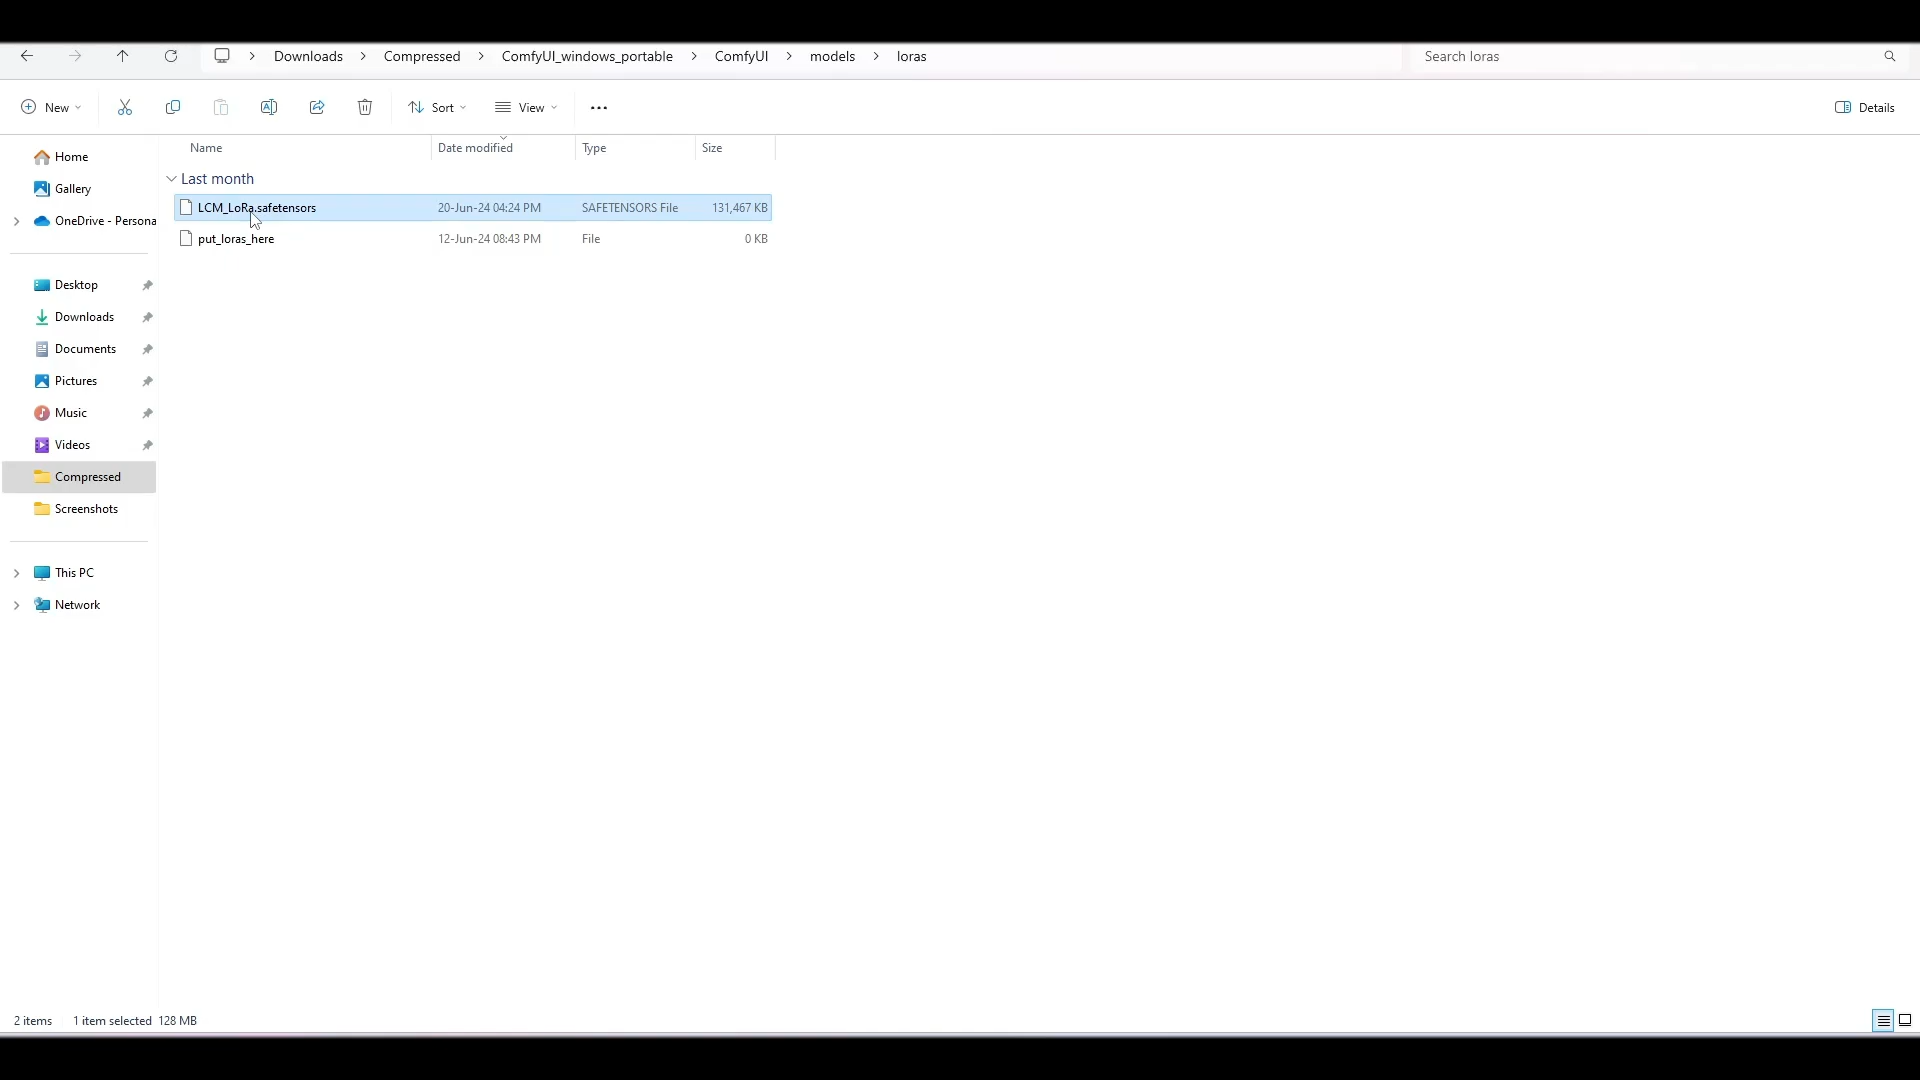 Downloads > Compressed > ComfyUI_windows_portable > ComfyUI > models > loras
Search loras
New
Sort
View
Details
Name Date modified Type Size
Last month
LCM_LoRa.safetensors 20-Jun-24 04:24 PM SAFETENSORS File 131,467 KB
put_loras_here 12-Jun-24 08:43 PM File 0 KB
Home
Gallery
OneDrive - Persona
Desktop
Downloads
Documents
Pictures
Music
Videos
Compressed
Screenshots
This PC
Network
2 items 1 item selected 128 MB